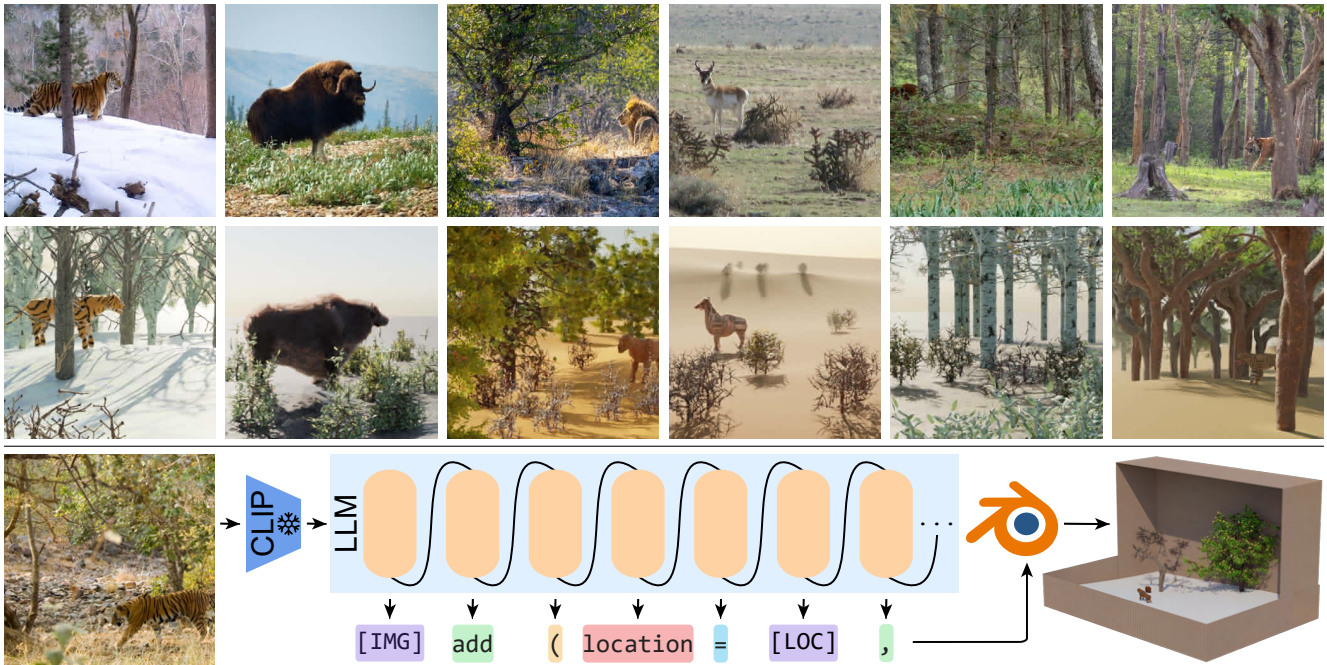 CLIP
LLM
...
[IMG] add ( location = [LOC] ,